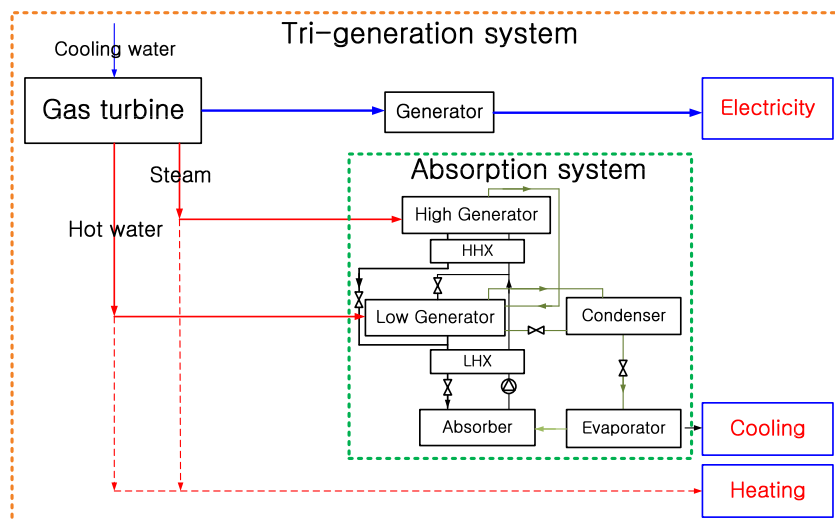 Tri-generation system
Cooling water
Gas turbine
Generator
Electricity
Steam
Absorption system
Hot water
High Generator
HHX
Low Generator
Condenser
LHX
Absorber
Evaporator
Cooling
Heating